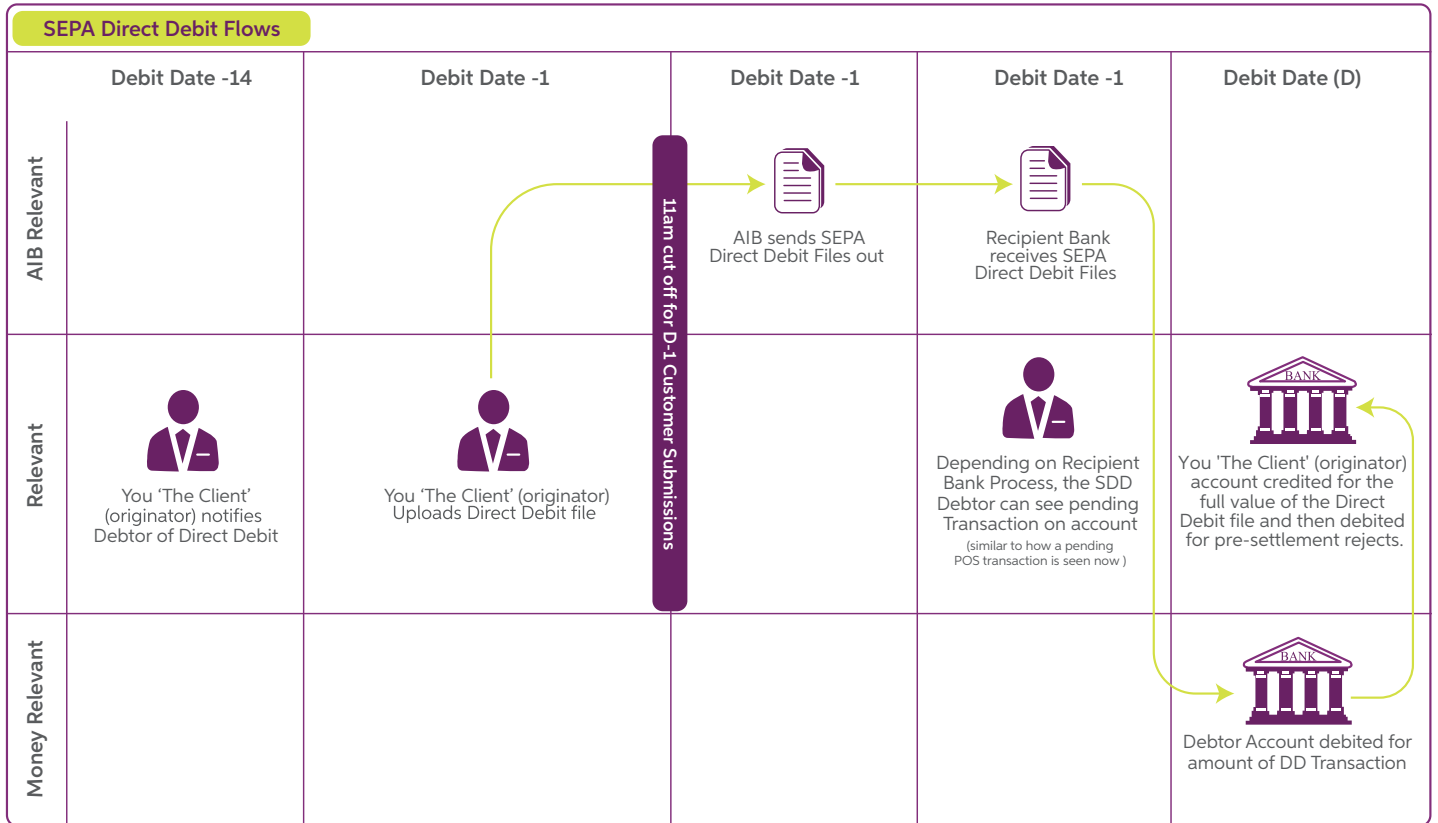 SEPA Direct Debit Flows
Debit Date -14
Debit Date -1
Debit Date -1
Debit Date -1
Debit Date (D)
AIB Relevant
11am cut off for D-1 Customer Submissions
AIB sends SEPA
Direct Debit Files out
Recipient Bank
receives SEPA
Direct Debit Files
Relevant
You ‘The Client’
(originator) notifies
Debtor of Direct Debit
You ‘The Client’ (originator)
Uploads Direct Debit file
Depending on Recipient
Bank Process, the SDD
Debtor can see pending
Transaction on account
(similar to how a pending
POS transaction is seen now )
BANK
You 'The Client' (originator)
account credited for the
full value of the Direct
Debit file and then debited
for pre-settlement rejects.
Money Relevant
BANK
Debtor Account debited for
amount of DD Transaction